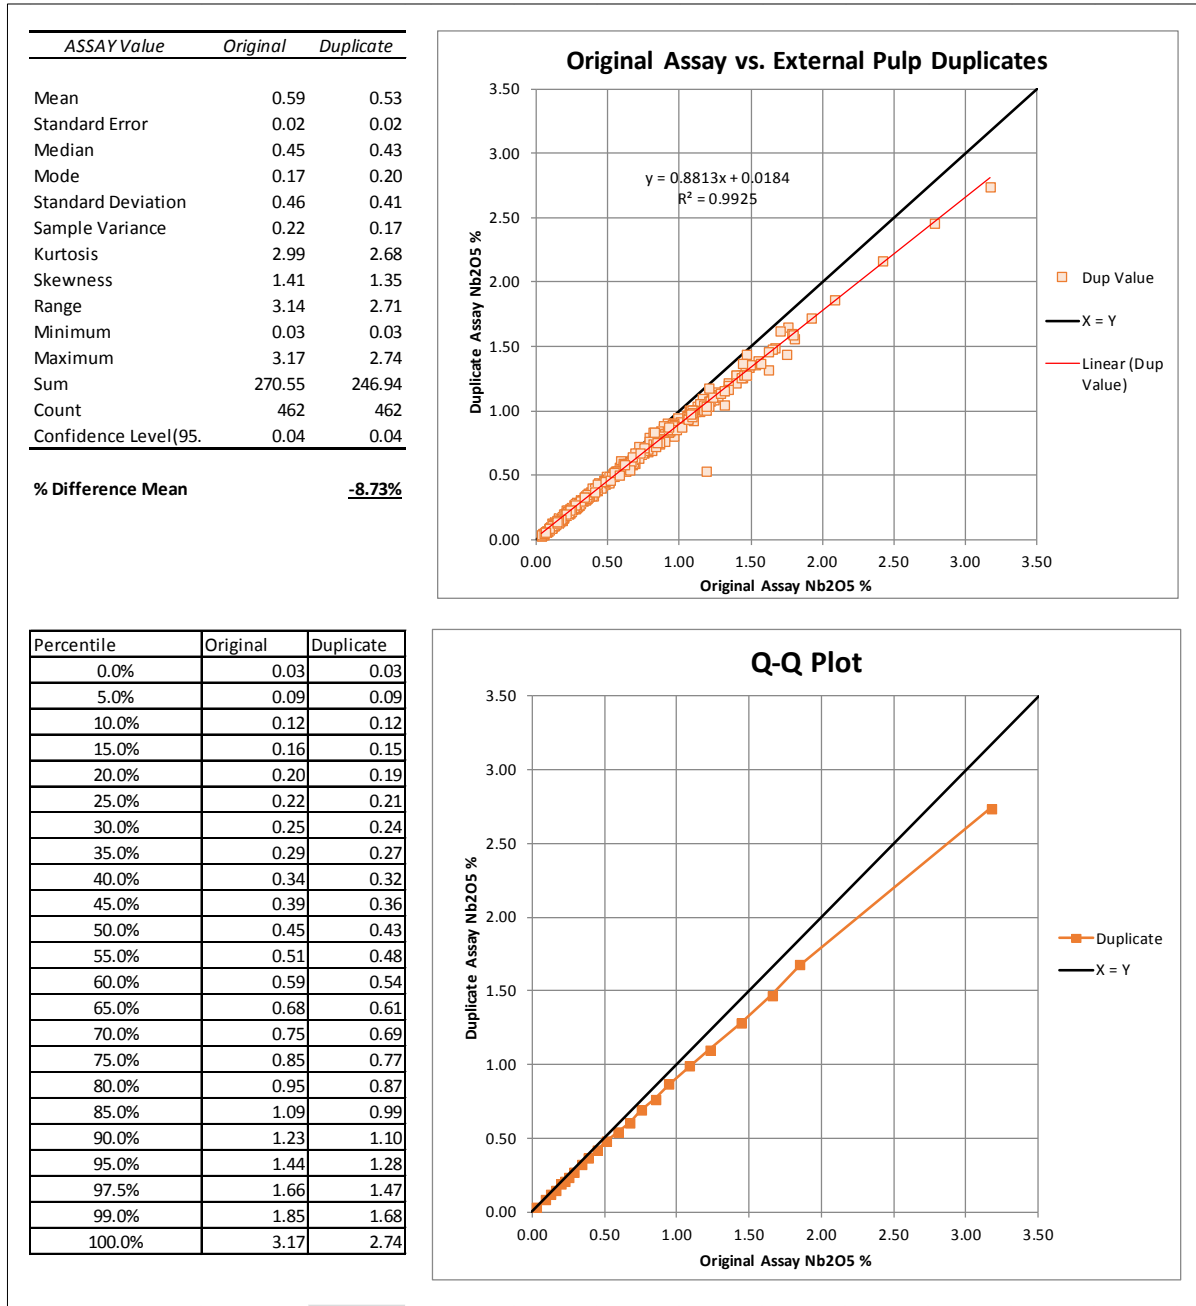 ASSAY Value Original Duplicate
Mean 0.59 0.53
Standard Error 0.02 0.02
Median 0.45 0.43
Mode 0.17 0.20
Standard Deviation 0.46 0.41
Sample Variance 0.22 0.17
Kurtosis 2.99 2.68
Skewness 1.41 1.35
Range 3.14 2.71
Minimum 0.03 0.03
Maximum 3.17 2.74
Sum 270.55 246.94
Count 462 462
Confidence Level(95. 0.04 0.04
% Difference Mean -8.73%
Original Assay vs. External Pulp Duplicates
3.50
3.00
2.50
2.00
1.50
1.00
0.50
0.00
Duplicate Assay Nb2O5 %
y = 0.8813x + 0.0184
R² = 0.9925
0.00 0.50 1.00 1.50 2.00 2.50 3.00 3.50
Original Assay Nb2O5 %
Dup Value
X = Y
Linear (Dup
Value)
Percentile Original Duplicate
0.0% 0.03 0.03
5.0% 0.09 0.09
10.0% 0.12 0.12
15.0% 0.16 0.15
20.0% 0.20 0.19
25.0% 0.22 0.21
30.0% 0.25 0.24
35.0% 0.29 0.27
40.0% 0.34 0.32
45.0% 0.39 0.36
50.0% 0.45 0.43
55.0% 0.51 0.48
60.0% 0.59 0.54
65.0% 0.68 0.61
70.0% 0.75 0.69
75.0% 0.85 0.77
80.0% 0.95 0.87
85.0% 1.09 0.99
90.0% 1.23 1.10
95.0% 1.44 1.28
97.5% 1.66 1.47
99.0% 1.85 1.68
100.0% 3.17 2.74
Q-Q Plot
3.50
3.00
2.50
2.00
1.50
1.00
0.50
0.00
Duplicate Assay Nb2O5 %
0.00 0.50 1.00 1.50 2.00 2.50 3.00 3.50
Original Assay Nb2O5 %
Duplicate
X = Y